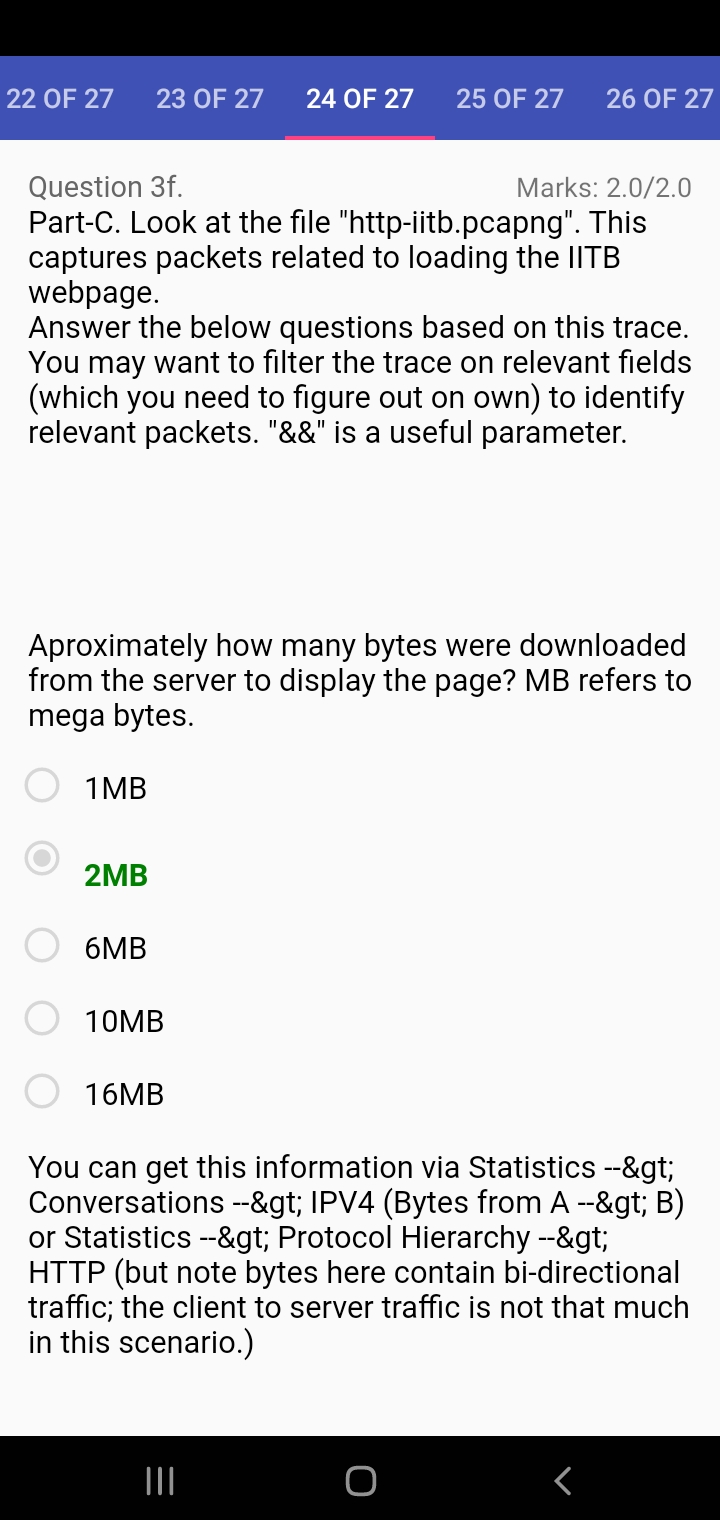 22 OF 27 23 OF 27 24 OF 27 25 OF 27 26 OF 27
Question 3f. Marks: 2.0/2.0
Part-C. Look at the file "http-iitb.pcapng". This
captures packets related to loading the IITB
webpage.
Answer the below questions based on this trace.
You may want to filter the trace on relevant fields
(which you need to figure out on own) to identify
relevant packets. "&&" is a useful parameter.
Aproximately how many bytes were downloaded
from the server to display the page? MB refers to
mega bytes.
1MB
2MB
6MB
10MB
16MB
You can get this information via Statistics --&gt;
Conversations --&gt; IPV4 (Bytes from A --&gt; B)
or Statistics --&gt; Protocol Hierarchy --&gt;
HTTP (but note bytes here contain bi-directional
traffic; the client to server traffic is not that much
in this scenario.)